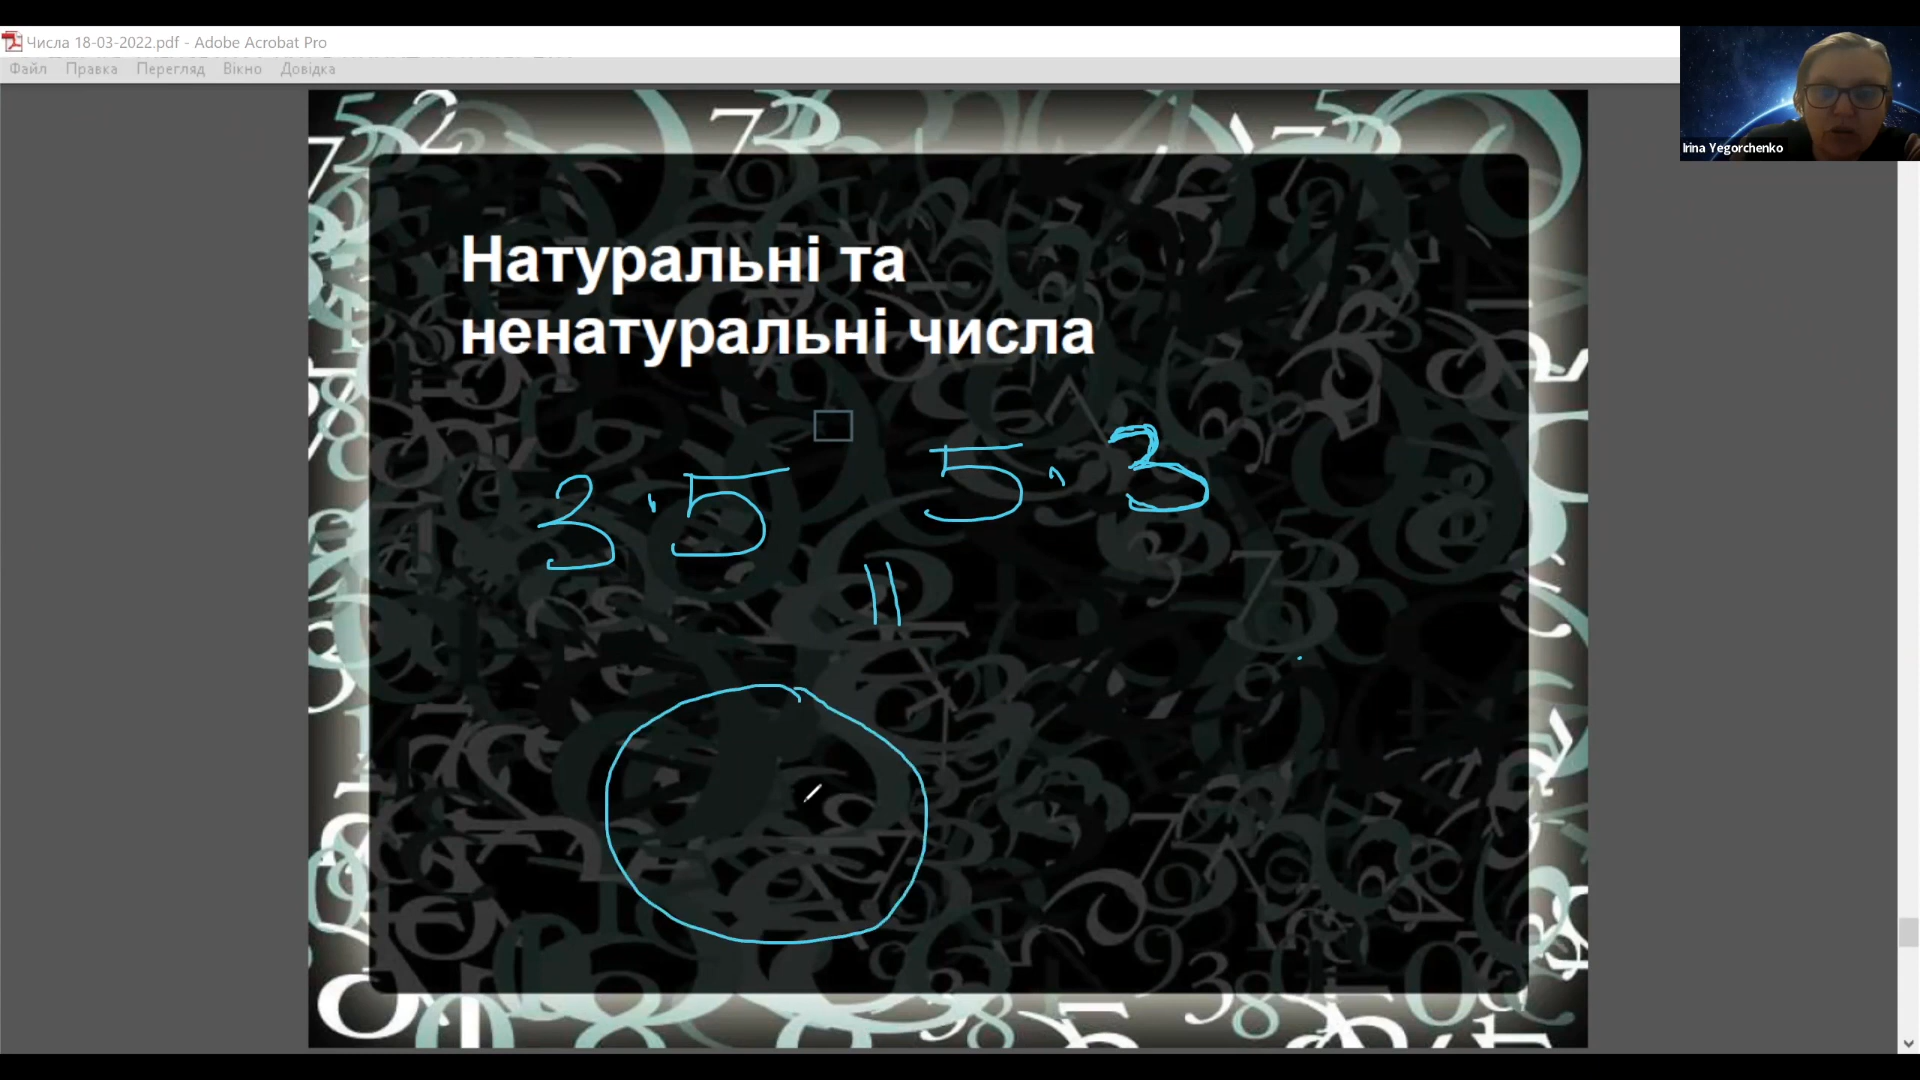 Числа 18-03-2022.pdf - Adobe Acrobat Pro
Файл Правка Перегляд Вікно Довідка
Irina Yegorchenko
Натуральні та
ненатуральні числа
3 · 5 5 · 3
=